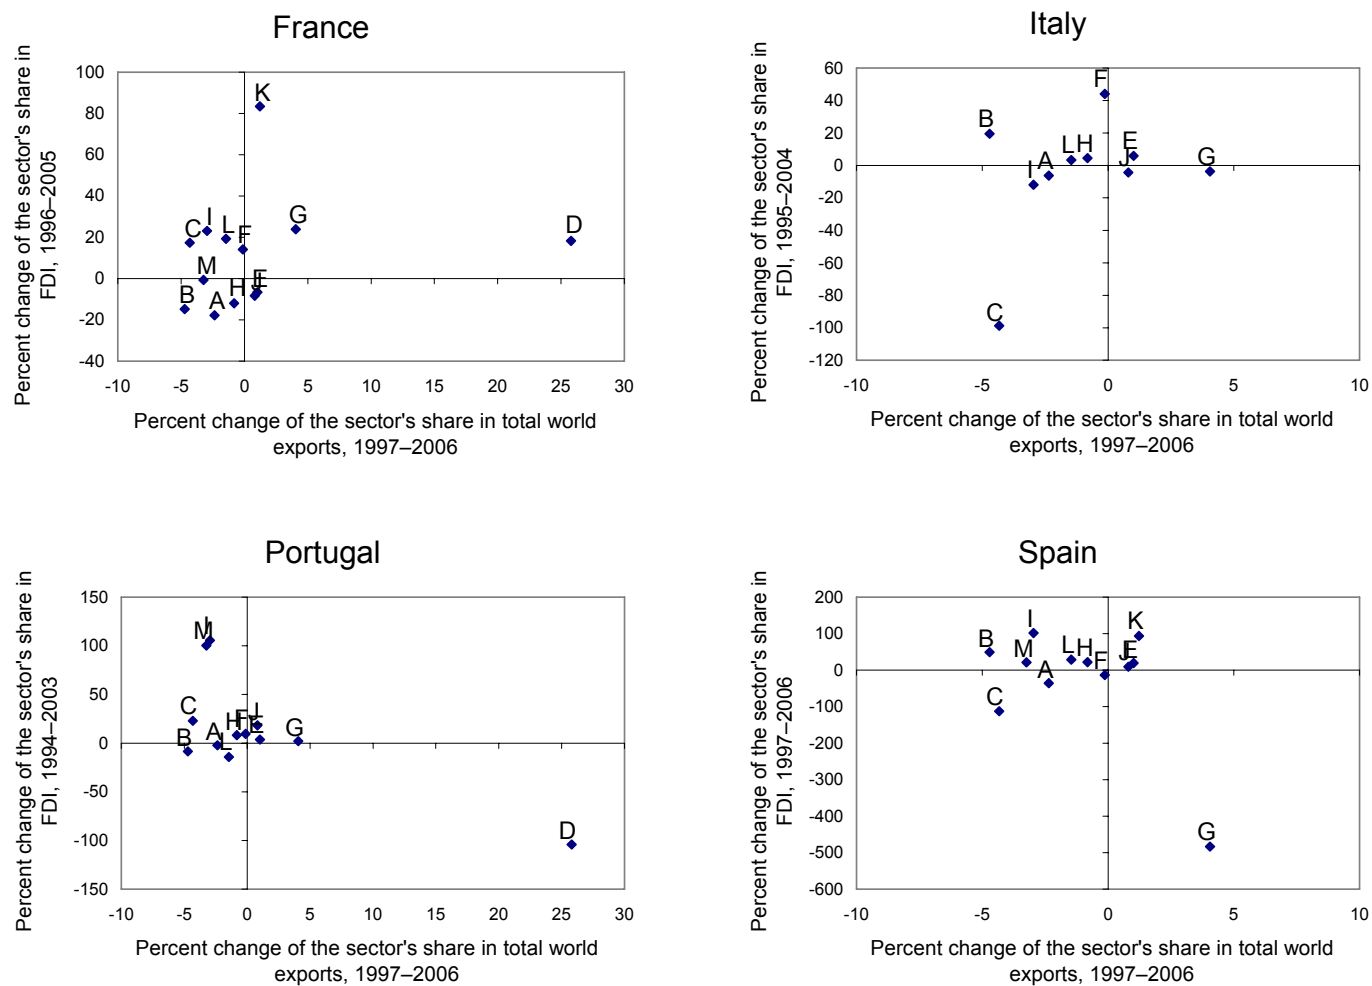 France
Percent change of the sector's share in
FDI, 1996–2005
100
80
60
40
20
0
-20
-40
K
I
G
D
C
L
F
M
E
J
H
B
A
-10 -5 0 5 10 15 20 25 30
Percent change of the sector's share in total world
exports, 1997–2006
Italy
Percent change of the sector's share in
FDI, 1995–2004
60
40
20
0
-20
-40
-60
-80
-100
-120
F
B
E
L H
A
J
G
I
C
-10 -5 0 5 10
Percent change of the sector's share in total world
exports, 1997–2006
Portugal
Percent change of the sector's share in
FDI, 1994–2003
150
100
50
0
-50
-100
-150
I
M
C
J
F
H
E
G
A
B
L
D
-10 -5 0 5 10 15 20 25 30
Percent change of the sector's share in total world
exports, 1997–2006
Spain
Percent change of the sector's share in
FDI, 1997–2006
200
100
0
-100
-200
-300
-400
-500
-600
I
K
B
L H
M
J
E
F
A
C
G
-10 -5 0 5 10
Percent change of the sector's share in total world
exports, 1997–2006